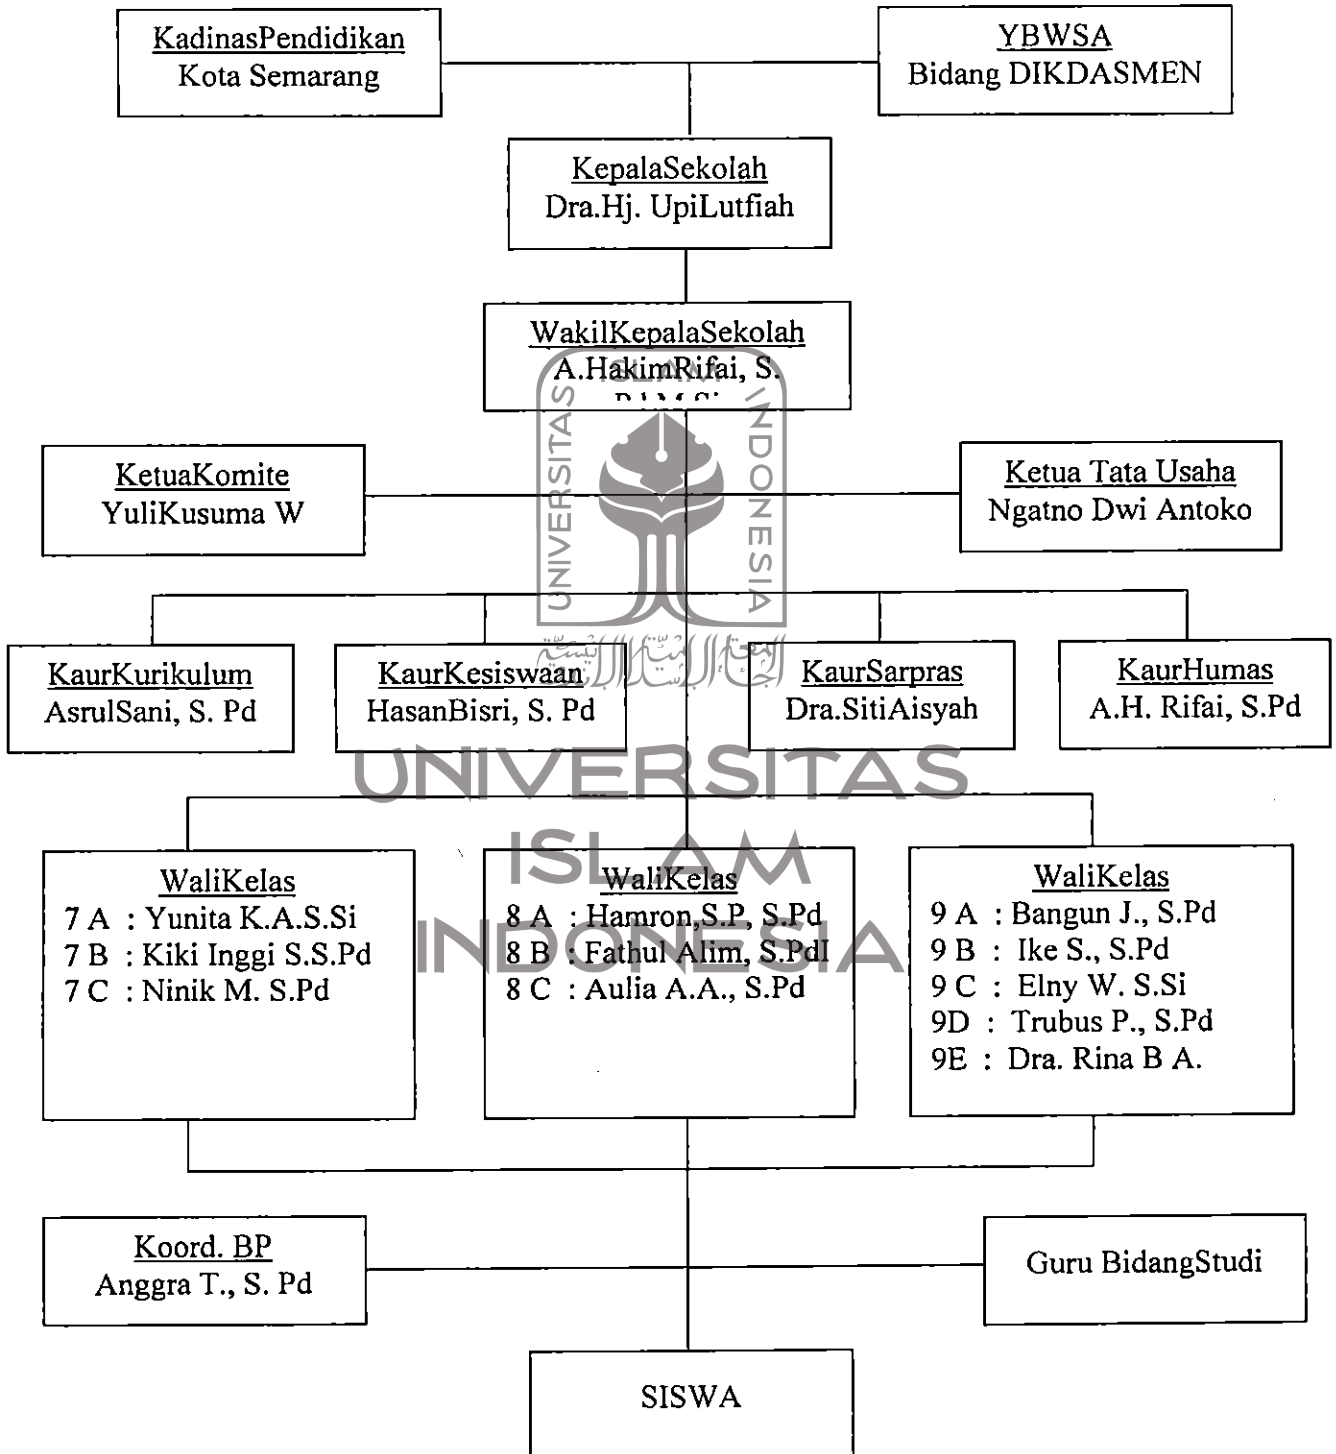 KadinasPendidikan
Kota Semarang
YBWSA
Bidang DIKDASMEN
KepalaSekolah
Dra.Hj. UpiLutfiah
WakilKepalaSekolah
A.HakimRifai, S.
KetuaKomite
YuliKusuma W
Ketua Tata Usaha
Ngatno Dwi Antoko
UNIVERSITAS
ISLAM
INDONESIA
KaurKurikulum
AsrulSani, S. Pd
KaurKesiswaan
HasanBisri, S. Pd
KaurSarpras
Dra.SitiAisyah
KaurHumas
A.H. Rifai, S.Pd
UNIVERSITAS
ISLAM
INDONESIA
WaliKelas
7 A : Yunita K.A.S.Si
7 B : Kiki Inggi S.S.Pd
7 C : Ninik M. S.Pd
WaliKelas
8 A : Hamron,S.P, S.Pd
8 B : Fathul Alim, S.PdI
8 C : Aulia A.A., S.Pd
WaliKelas
9 A : Bangun J., S.Pd
9 B : Ike S., S.Pd
9 C : Elny W. S.Si
9D : Trubus P., S.Pd
9E : Dra. Rina B A.
Koord. BP
Anggra T., S. Pd
Guru BidangStudi
SISWA